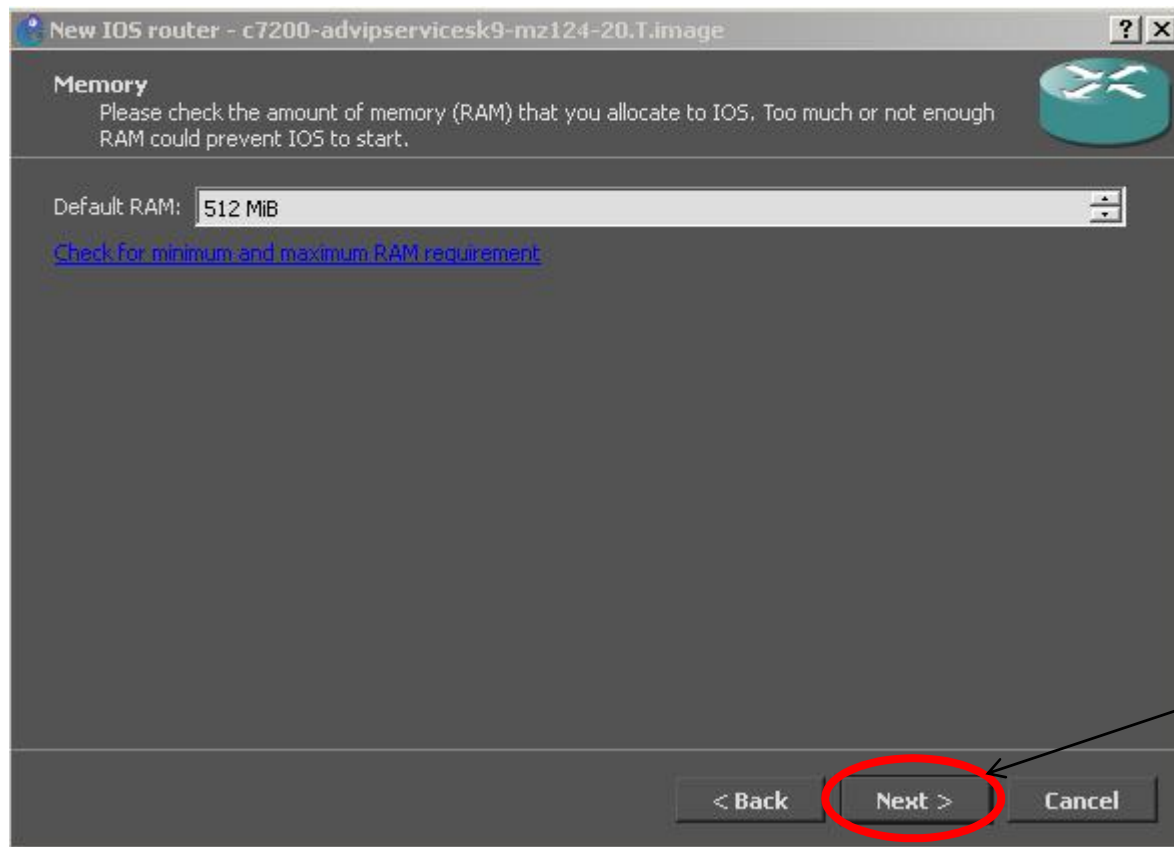 New IOS router - c7200-advipservicesk9-mz124-20.T.image
Memory
Please check the amount of memory (RAM) that you allocate to IOS. Too much or not enough
RAM could prevent IOS to start.
Default RAM: 512 MiB
Check for minimum and maximum RAM requirement
< Back Next > Cancel